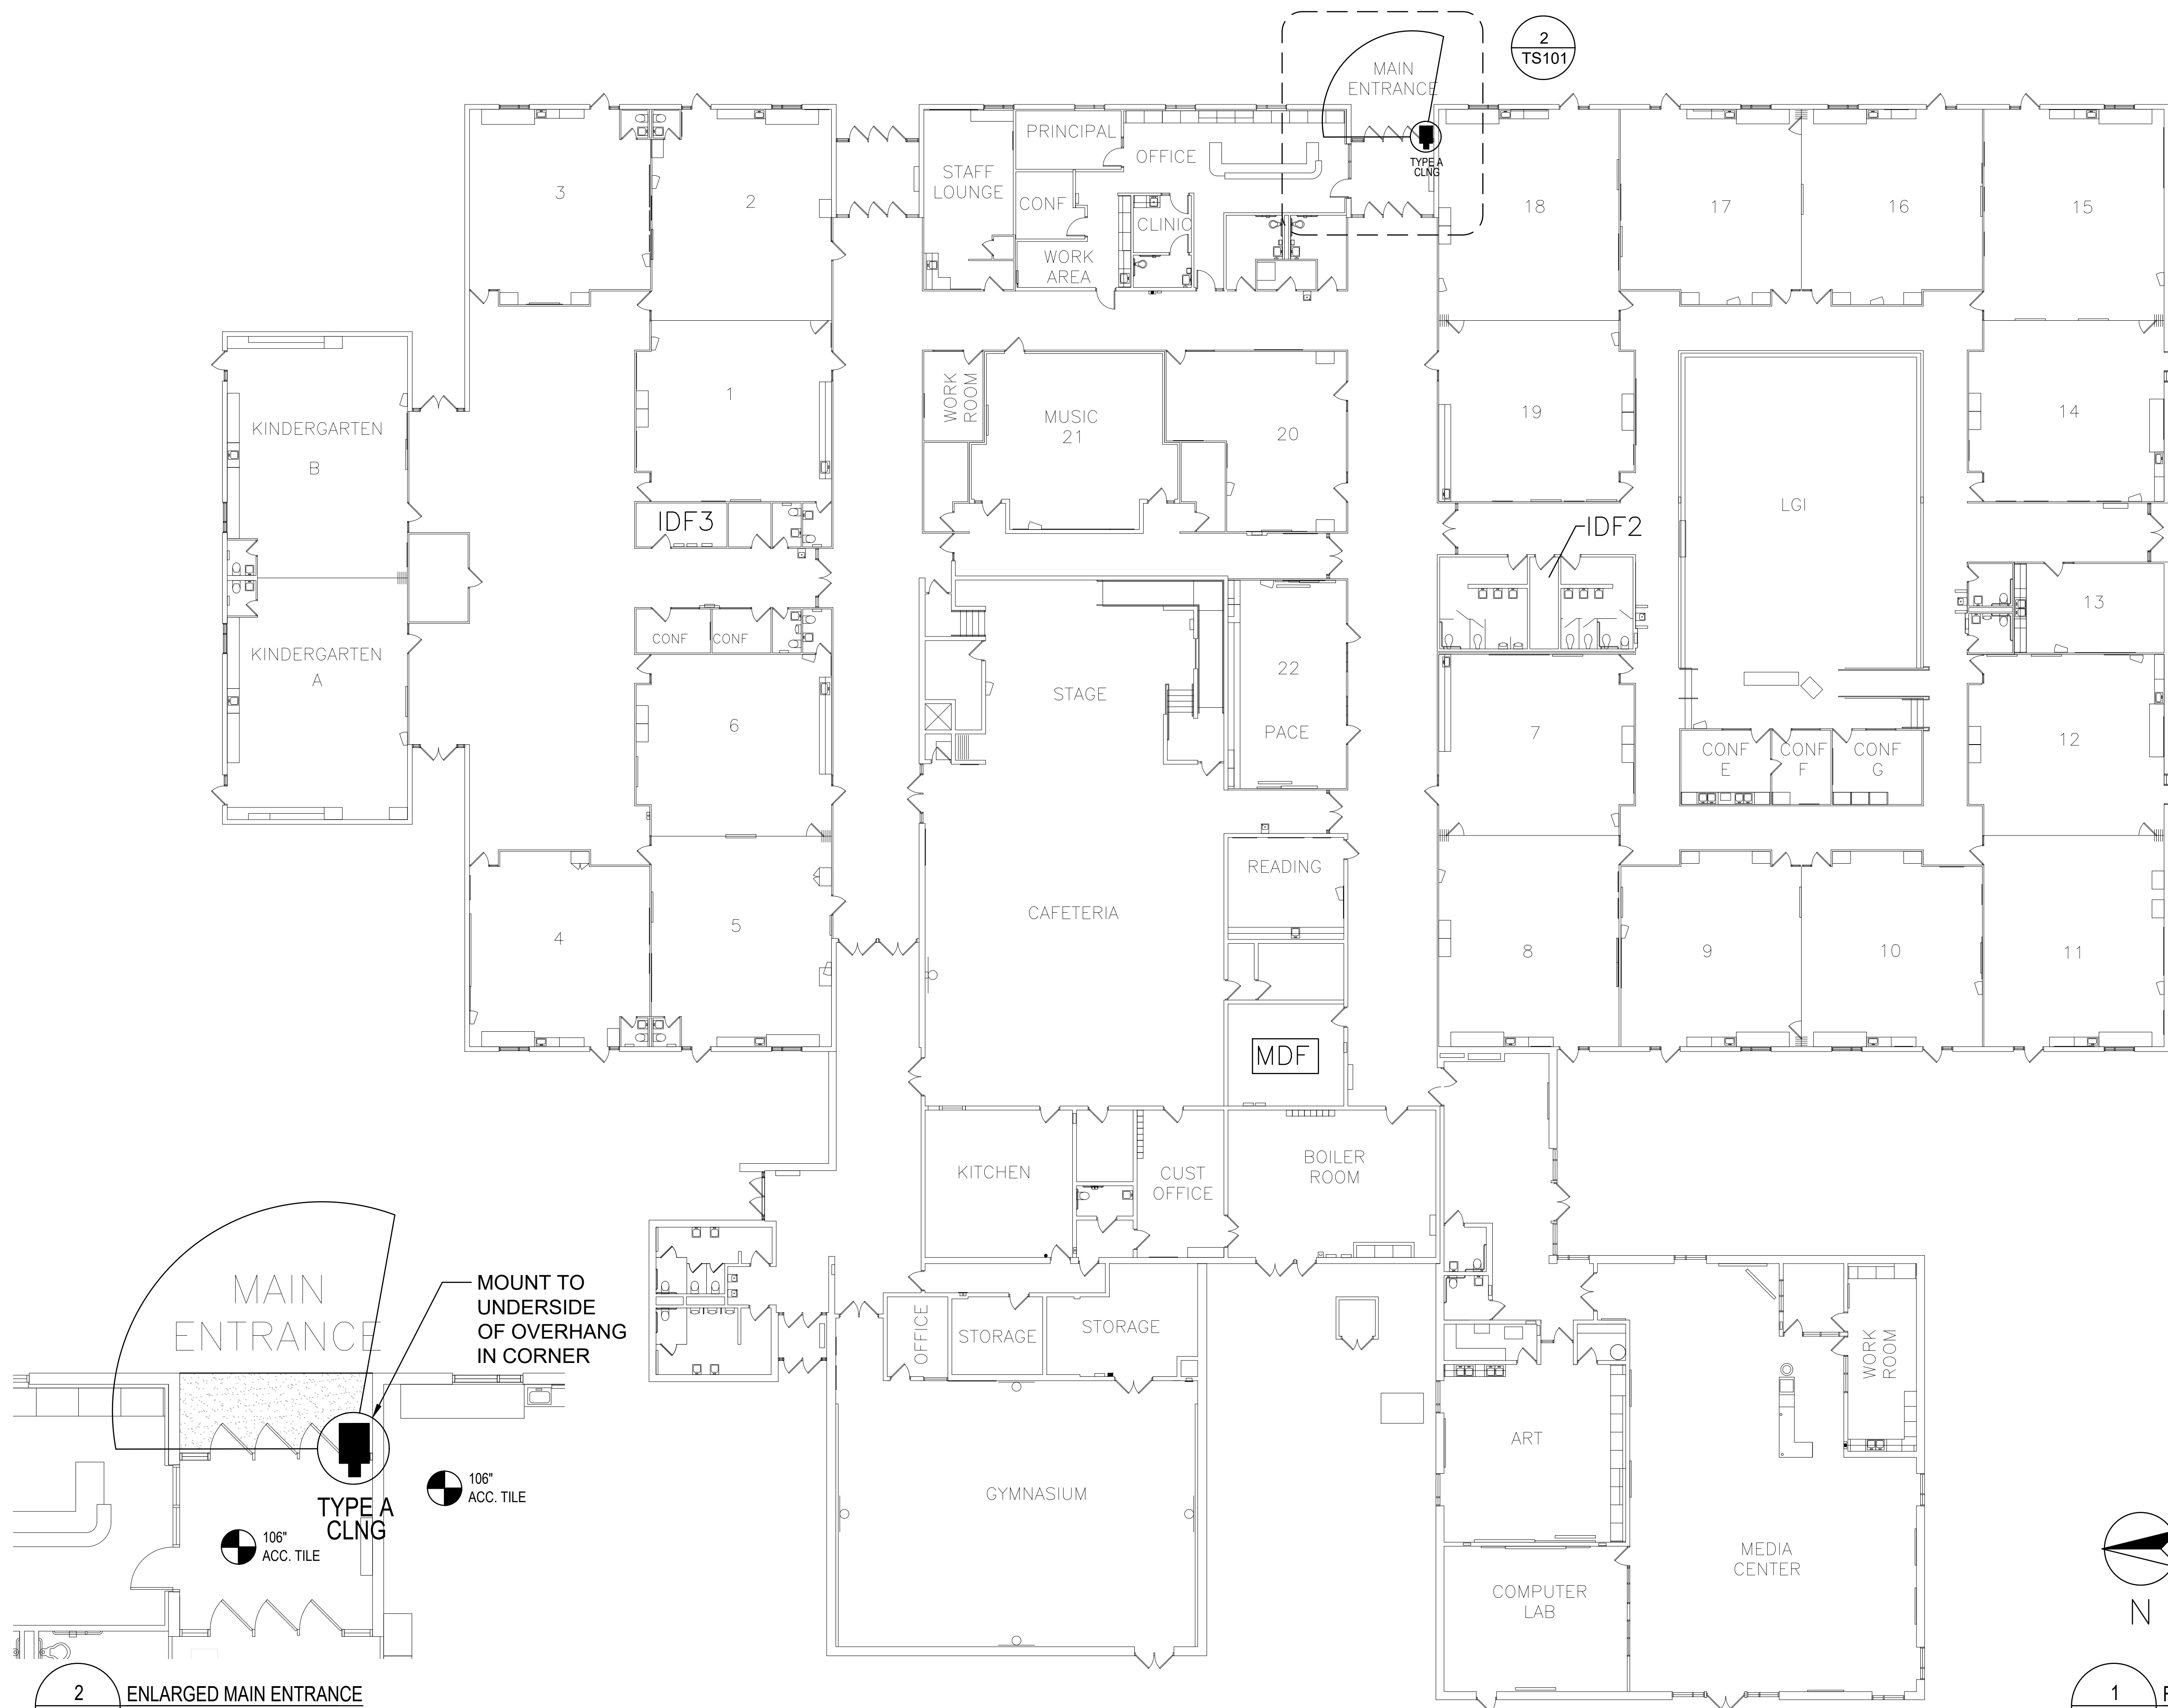 2
TS101
MAIN
ENTRANCE
TYPE A
CLNG
PRINCIPAL
OFFICE
STAFF
LOUNGE
CONF
CLINIC
WORK
AREA
3
2
18
17
16
15
1
WORK
ROOM
MUSIC
21
20
19
14
KINDERGARTEN
B
LGI
IDF3
IDF2
13
KINDERGARTEN
A
CONF
CONF
STAGE
22
PACE
6
7
12
CONF
E
CONF
F
CONF
G
READING
CAFETERIA
4
5
8
9
10
11
MDF
KITCHEN
CUST
OFFICE
BOILER
ROOM
OFFICE
STORAGE
STORAGE
WORK
ROOM
ART
GYMNASIUM
MEDIA
CENTER
COMPUTER
LAB
N
MAIN
ENTRANCE
MOUNT TO
UNDERSIDE
OF OVERHANG
IN CORNER
TYPE A
CLNG
106"
ACC. TILE
106"
ACC. TILE
2
ENLARGED MAIN ENTRANCE
1